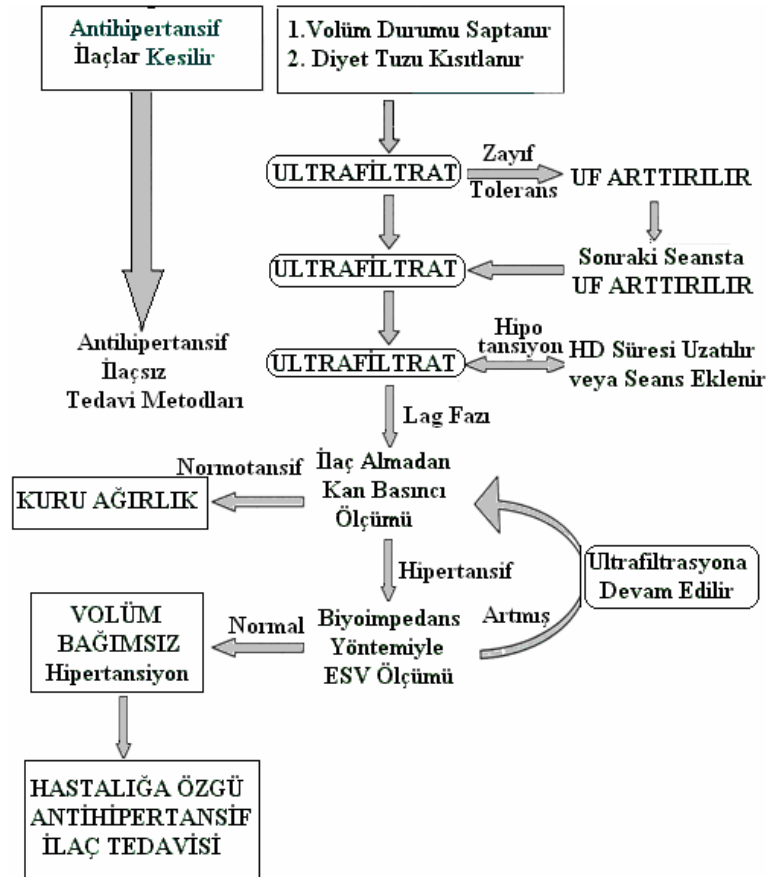 Antihipertansif
İlaçlar Kesilir
1.Volüm Durumu Saptanır
2. Diyet Tuzu Kısıtlanır
ULTRAFİLTRAT
Zayıf
Tolerans
UF ARTTIRILIR
ULTRAFİLTRAT
Sonraki Seansta
UF ARTTIRILIR
Antihipertansif
İlaçsız
Tedavi Metodları
ULTRAFİLTRAT
Hipo
tansiyon
HD Süresi Uzatılır
veya Seans Eklenir
Lag Fazı
KURU AĞIRLIK
Normotansif
İlaç Almadan
Kan Basıncı
Ölçümü
Hipertansif
Ultrafiltrasyona
Devam Edilir
VOLÜM
BAĞIMSIZ
Hipertansiyon
Normal
Biyoimpedans
Yöntemiyle
ESV Ölçümü
Artmış
HASTALIĞA ÖZGÜ
ANTİHİPERTANSİF
İLAÇ TEDAVİSİ